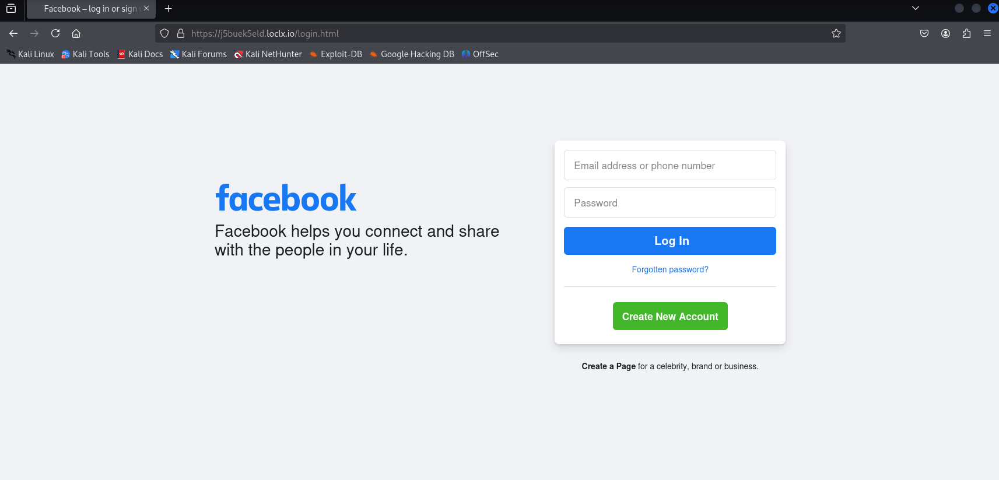 Facebook – log in or sign
https://j5buek5eld.loclx.io/login.html
Kali Linux Kali Tools Kali Docs Kali Forums Kali NetHunter Exploit-DB Google Hacking DB OffSec
facebook
Facebook helps you connect and share
with the people in your life.
Email address or phone number
Password
Log In
Forgotten password?
Create New Account
Create a Page for a celebrity, brand or business.